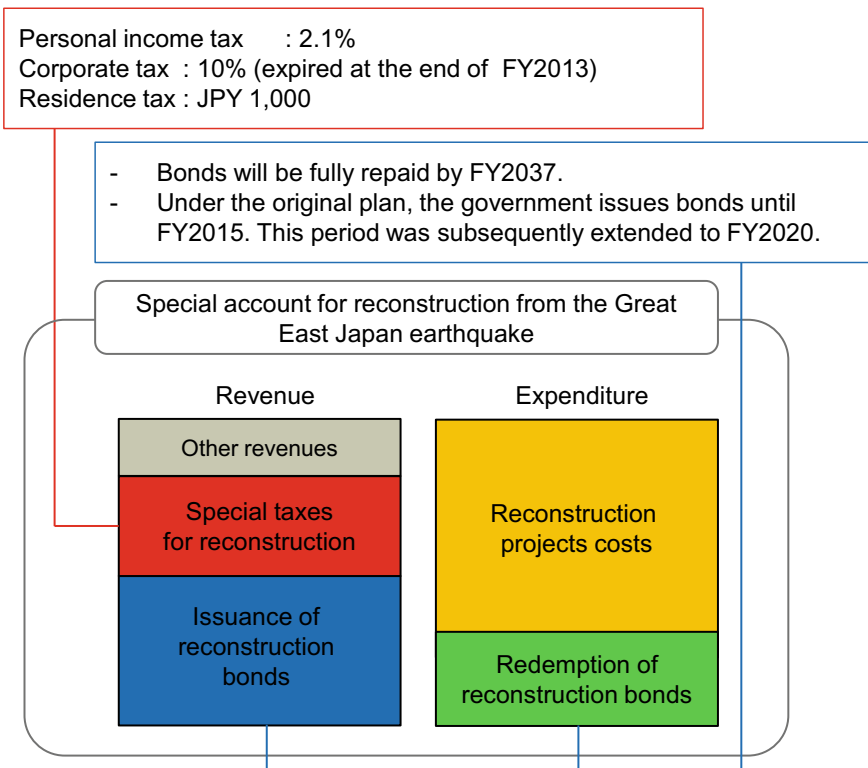 Personal income tax : 2.1%
Corporate tax : 10% (expired at the end of FY2013)
Residence tax : JPY 1,000
- Bonds will be fully repaid by FY2037.
- Under the original plan, the government issues bonds until
FY2015. This period was subsequently extended to FY2020.
Special account for reconstruction from the Great
East Japan earthquake
Revenue
Expenditure
Other revenues
Special taxes
for reconstruction
Issuance of
reconstruction
bonds
Reconstruction
projects costs
Redemption of
reconstruction bonds